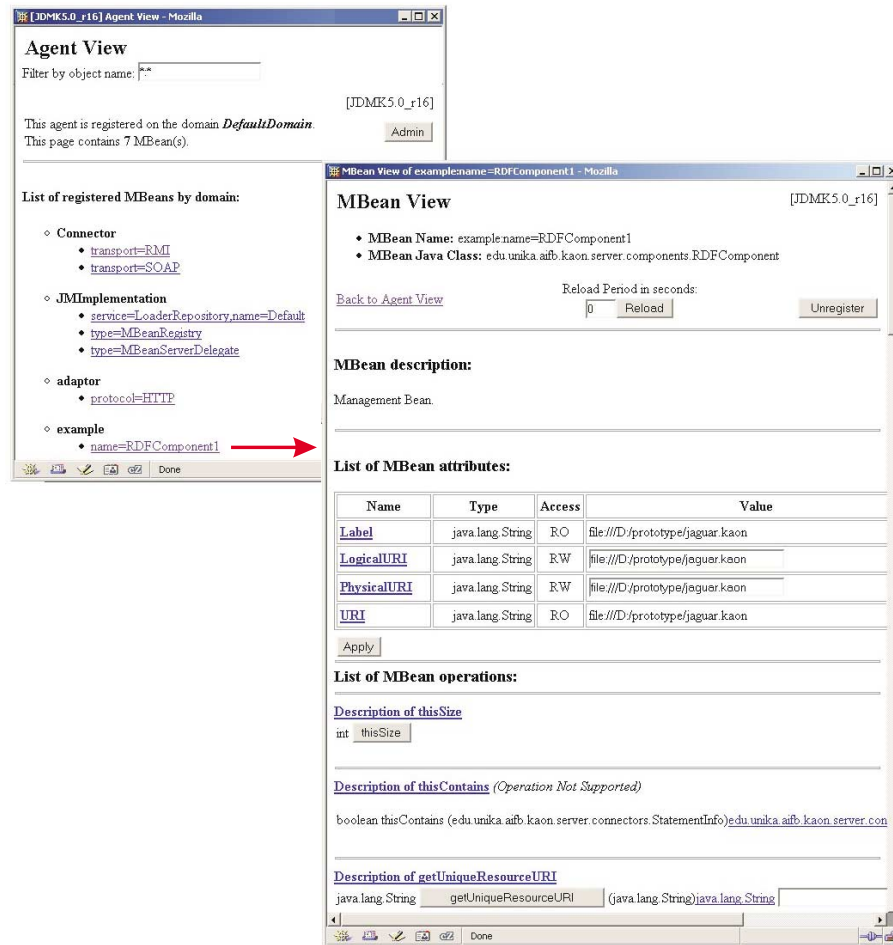 [JDMK5.0_r16] Agent View - Mozilla
Agent View
Filter by object name: *:*
[JDMK5.0_r16]
This agent is registered on the domain DefaultDomain.
Admin
This page contains 7 MBean(s).
List of registered MBeans by domain:
Connector
transport=RMI
transport=SOAP
JMImplementation
service=LoaderRepository,name=Default
type=MBeanRegistry
type=MBeanServerDelegate
adaptor
protocol=HTTP
example
name=RDFComponent1
Done
MBean View of example:name=RDFComponent1 - Mozilla
MBean View
[JDMK5.0_r16]
MBean Name: example:name=RDFComponent1
MBean Java Class: edu.unika.aifb.kaon.server.components.RDFComponent
Reload Period in seconds:
Back to Agent View
0 Reload
Unregister
MBean description:
Management Bean.
List of MBean attributes:
Name Type Access Value
Label java.lang.String RO file:///D:/prototype/jaguar.kaon
LogicalURI java.lang.String RW file:///D:/prototype/jaguar.kaon
PhysicalURI java.lang.String RW file:///D:/prototype/jaguar.kaon
URI java.lang.String RO file:///D:/prototype/jaguar.kaon
Apply
List of MBean operations:
Description of thisSize
int thisSize
Description of thisContains (Operation Not Supported)
boolean thisContains (edu.unika.aifb.kaon.server.connectors.StatementInfo)edu.unika.aifb.kaon.server.con
Description of getUniqueResourceURI
java.lang.String getUniqueResourceURI (java.lang.String)java.lang.String
Done